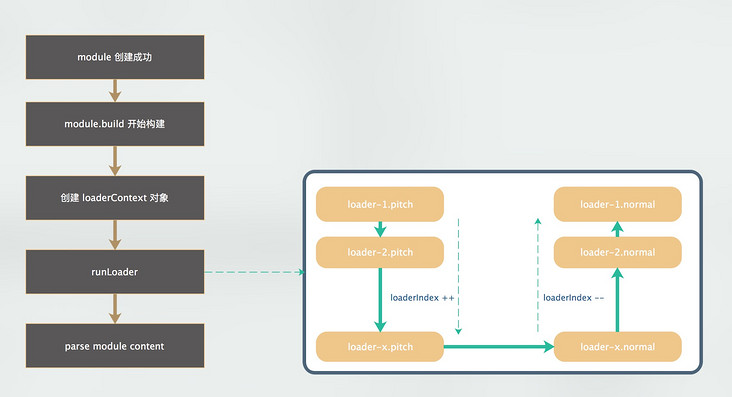 module 创建成功
module.build 开始构建
创建 loaderContext 对象
runLoader
parse module content
loader-1.pitch
loader-1.normal
loader-2.pitch
loader-2.normal
loaderIndex ++
loaderIndex --
loader-x.pitch
loader-x.normal